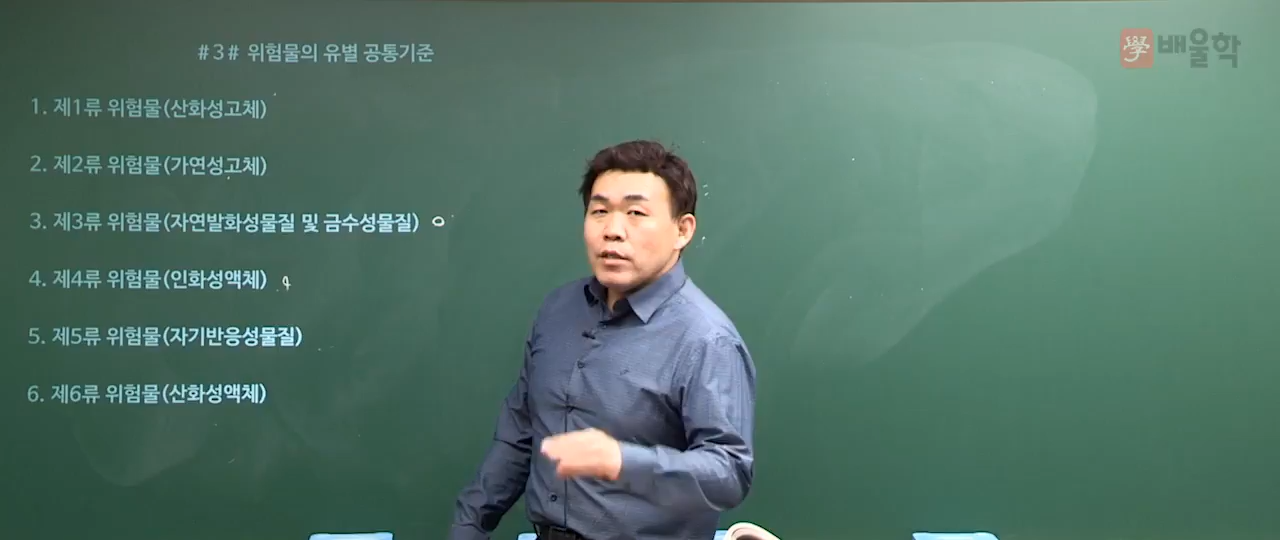 #3# 위험물의 유별 공통기준
學 배울학
1. 제1류 위험물(산화성고체)
2. 제2류 위험물(가연성고체)
3. 제3류 위험물(자연발화성물질 및 금수성물질)
4. 제4류 위험물(인화성액체)
5. 제5류 위험물(자기반응성물질)
6. 제6류 위험물(산화성액체)